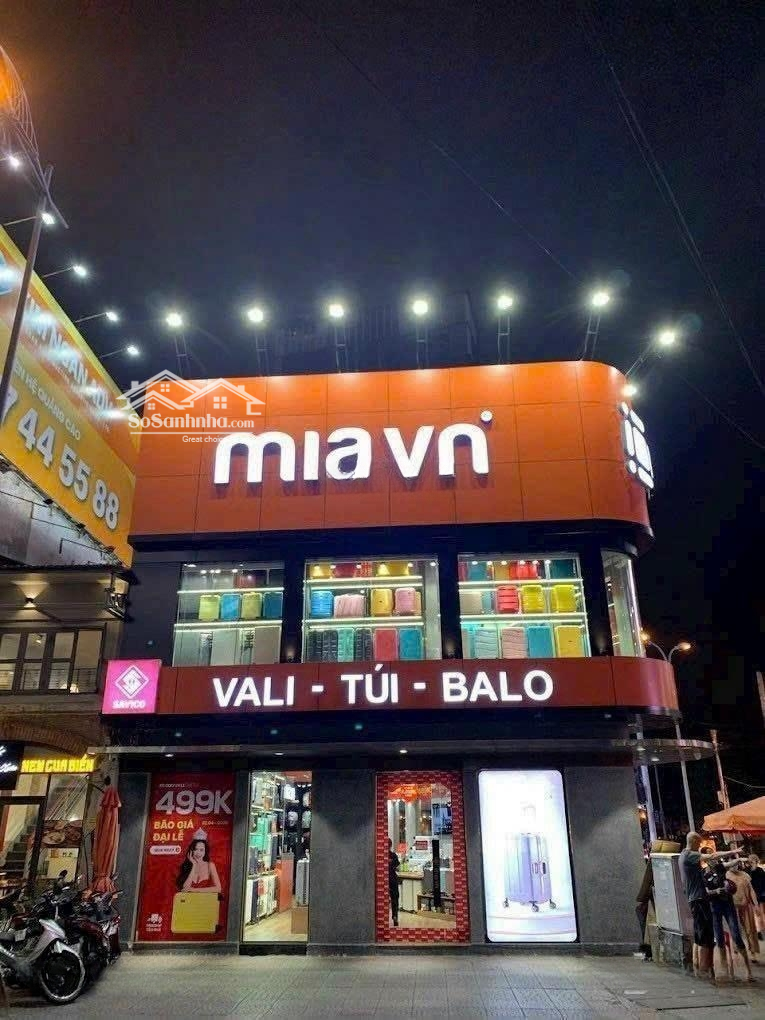 SoSanhnha.com
Great choice
mia vn
44 55 88
VALI - TÚI - BALO
SAVICO
NEM CUA BIỂN
499K
BÃO GIÁ
ĐẠI LỄ